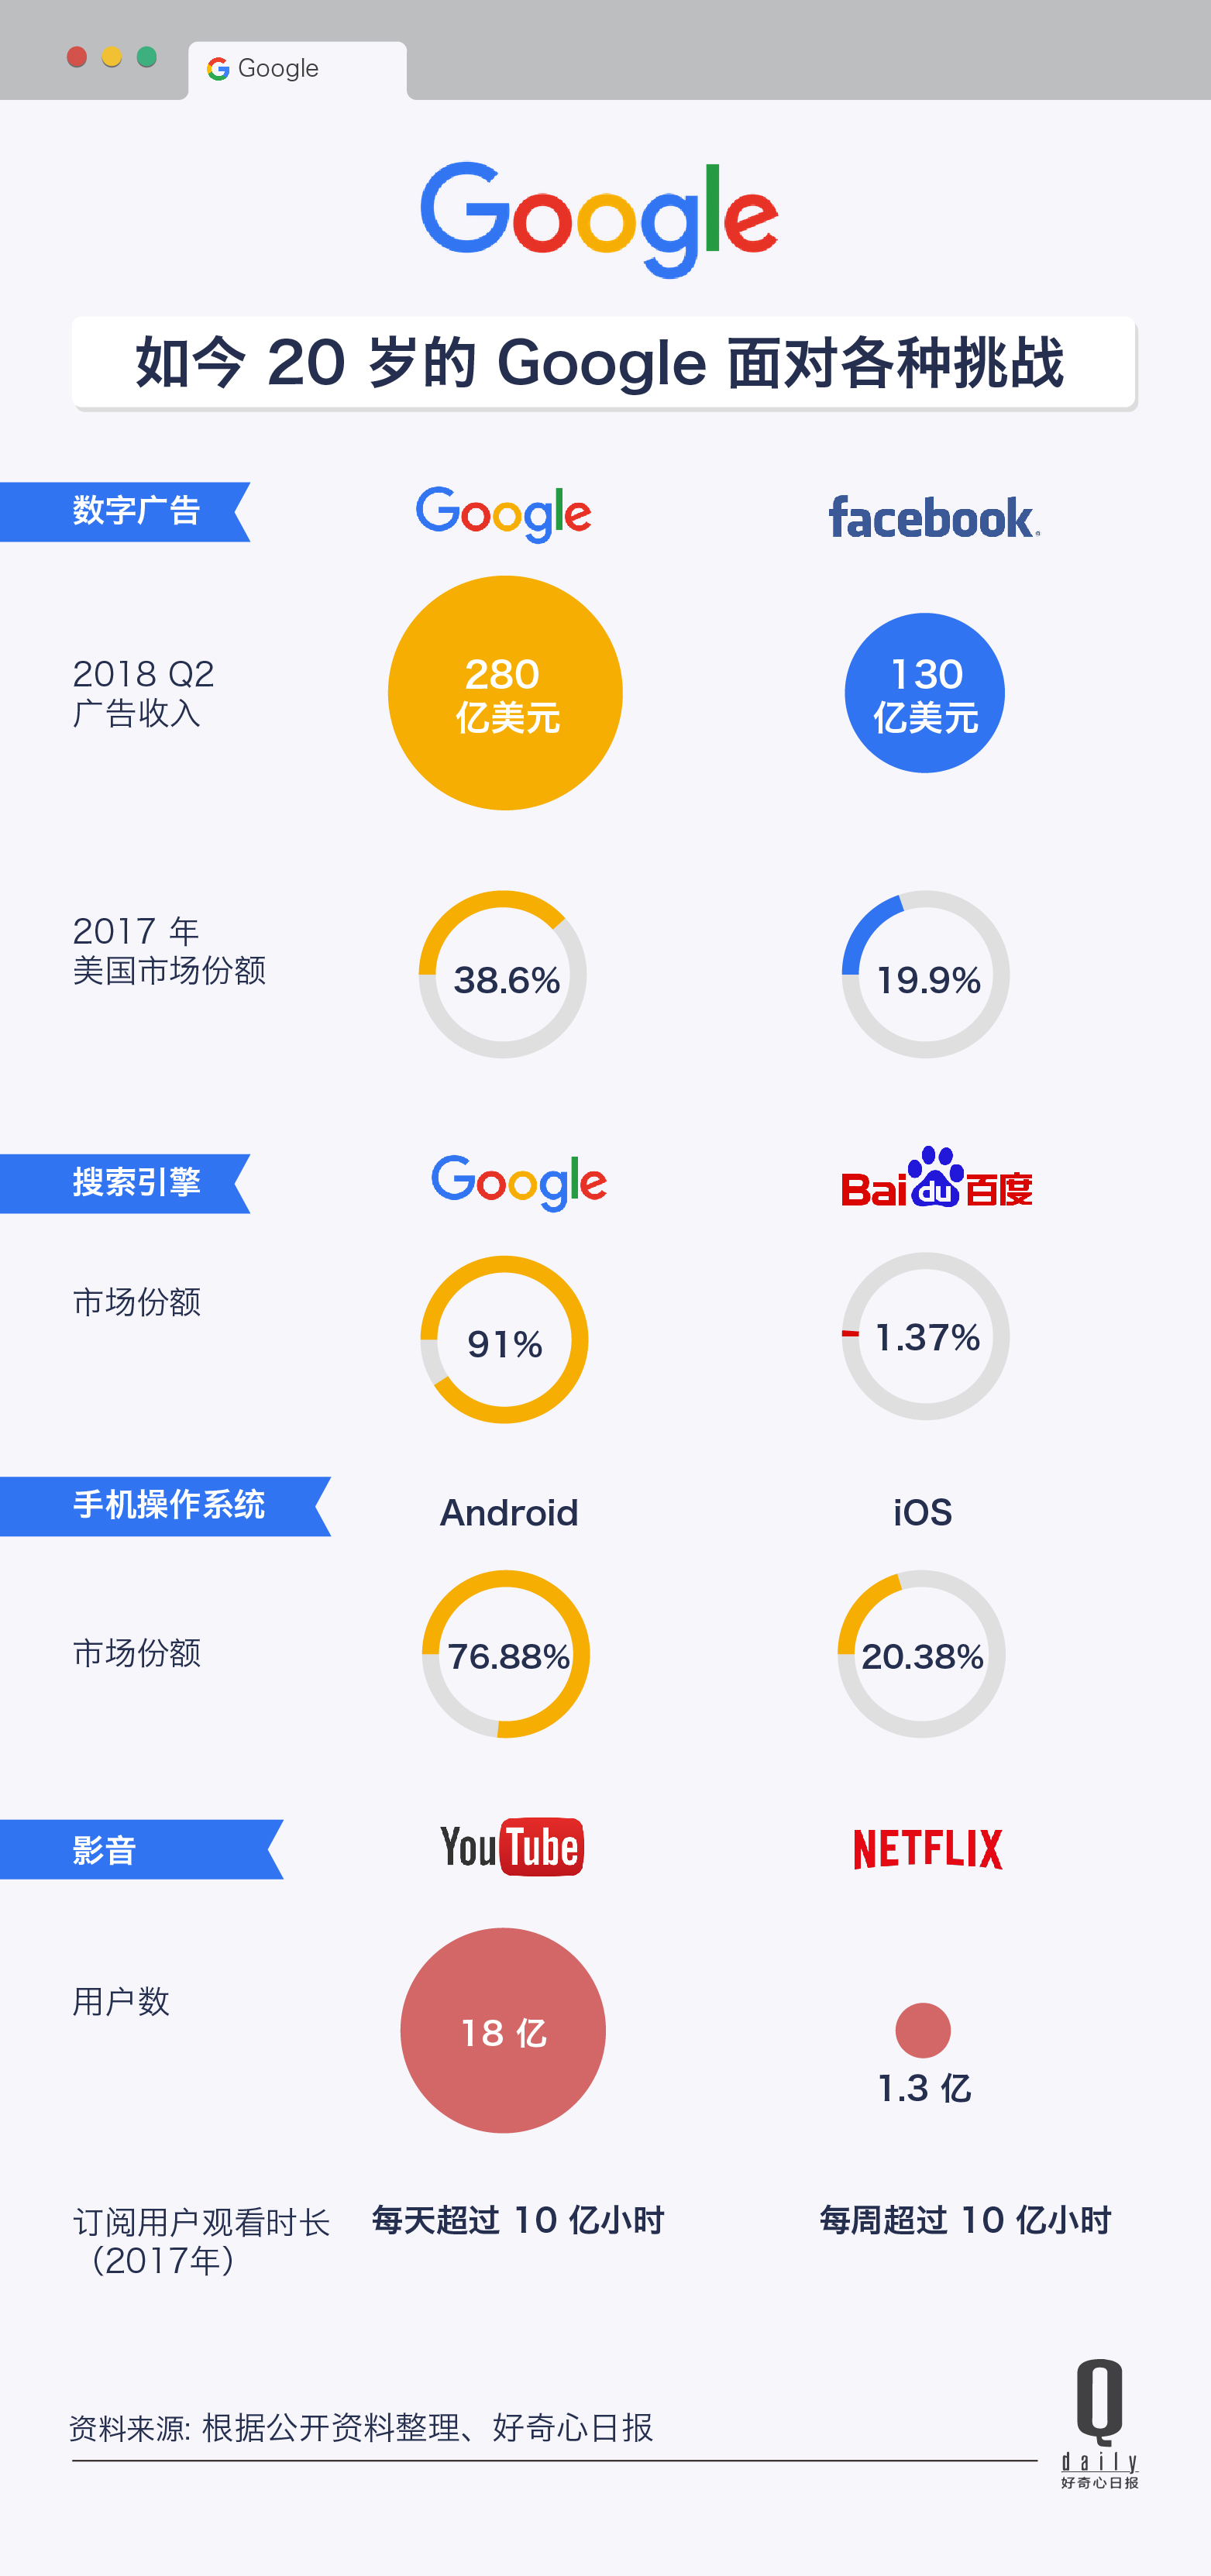 Google
Google
如今 20 岁的 Google 面对各种挑战
数字广告
Google
facebook
2018 Q2
广告收入
280
亿美元
130
亿美元
2017 年
美国市场份额
38.6%
19.9%
搜索引擎
Google
Bai du 百度
市场份额
91%
1.37%
手机操作系统
Android
iOS
市场份额
76.88%
20.38%
影音
YouTube
NETFLIX
用户数
18 亿
1.3 亿
订阅用户观看时长
（2017年）
每天超过 10 亿小时
每周超过 10 亿小时
资料来源: 根据公开资料整理、好奇心日报
Q
daily
好奇心日报